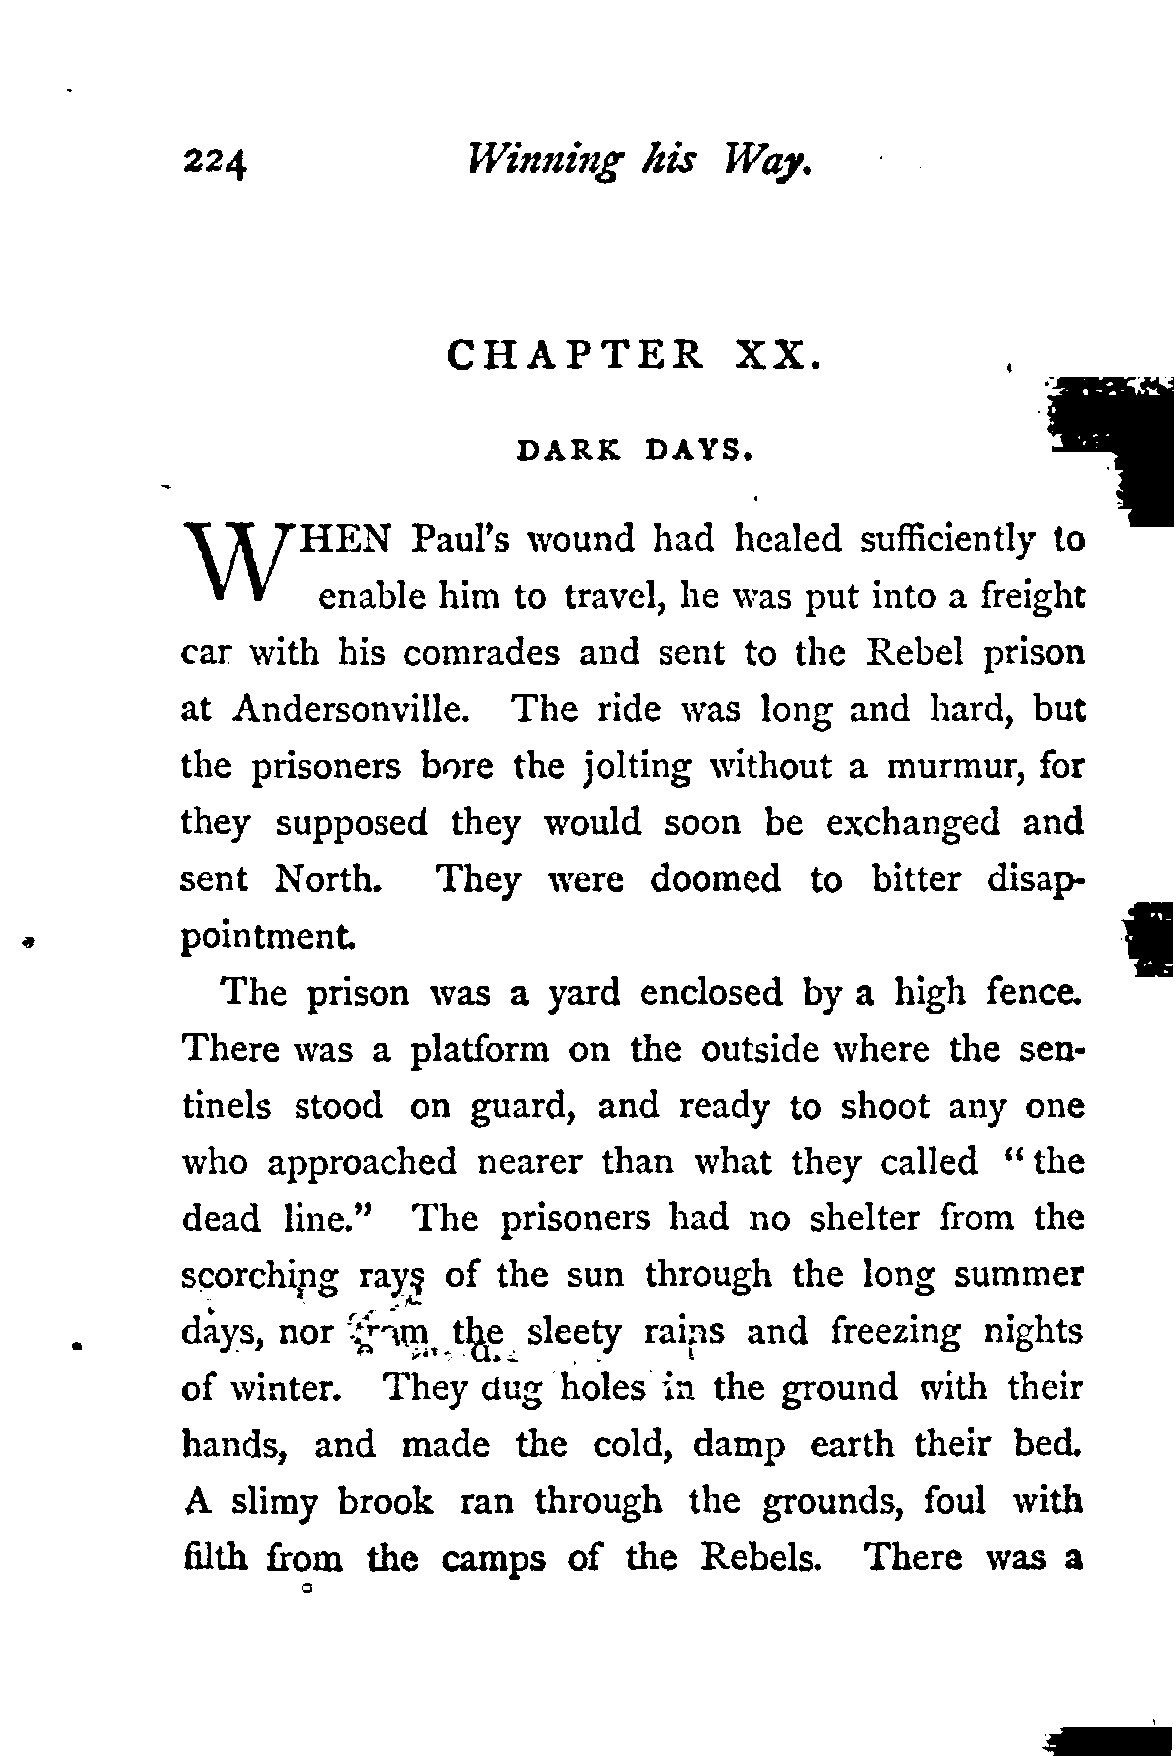 224 Winning his Way.
CHAPTER XX.
DARK DAYS.
WHEN Paul's wound had healed sufficiently to
enable him to travel, he was put into a freight
car with his comrades and sent to the Rebel prison
at Andersonville. The ride was long and hard, but
the prisoners bore the jolting without a murmur, for
they supposed they would soon be exchanged and
sent North. They were doomed to bitter disap-
pointment.
The prison was a yard enclosed by a high fence.
There was a platform on the outside where the sen-
tinels stood on guard, and ready to shoot any one
who approached nearer than what they called "the
dead line." The prisoners had no shelter from the
scorching rays of the sun through the long summer
days, nor from the sleety rains and freezing nights
of winter. They dug holes in the ground with their
hands, and made the cold, damp earth their bed.
A slimy brook ran through the grounds, foul with
filth from the camps of the Rebels. There was a